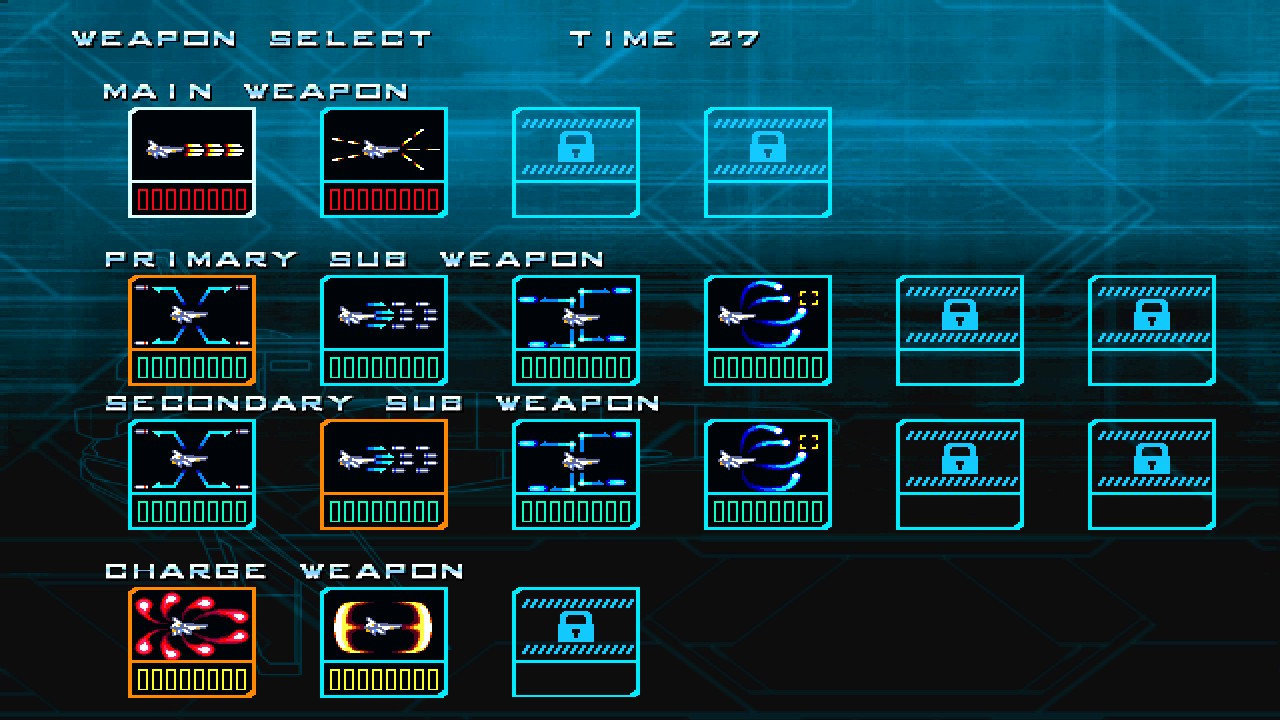 WEAPON SELECT TIME 27
MAIN WEAPON
PRIMARY SUB WEAPON
SECONDARY SUB WEAPON
CHARGE WEAPON